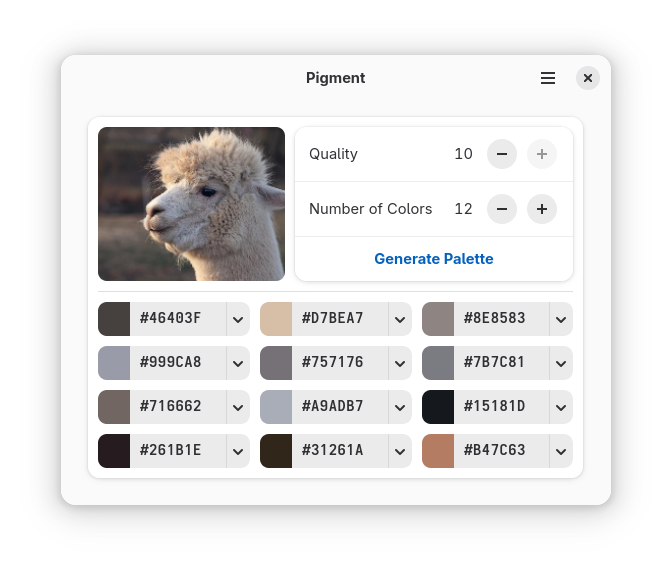 Pigment
Quality 10
Number of Colors 12
Generate Palette
#46403F #D7BEA7 #8E8583
#999CA8 #757176 #7B7C81
#716662 #A9ADB7 #15181D
#261B1E #31261A #B47C63